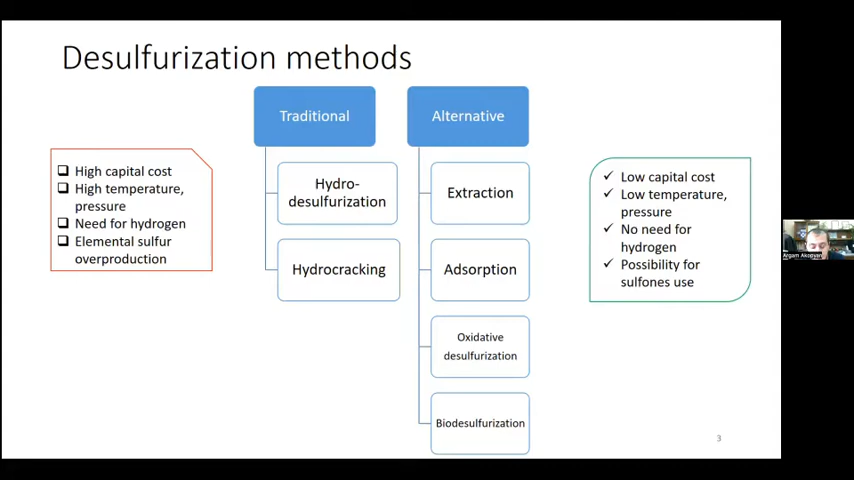 Desulfurization methods
Traditional
Alternative
High capital cost
High temperature,
pressure
Need for hydrogen
Elemental sulfur
overproduction
Hydro-
desulfurization
Hydrocracking
Extraction
Adsorption
Oxidative
desulfurization
Biodesulfurization
Low capital cost
Low temperature,
pressure
No need for
hydrogen
Possibility for
sulfones use
Argam Akopyan
3